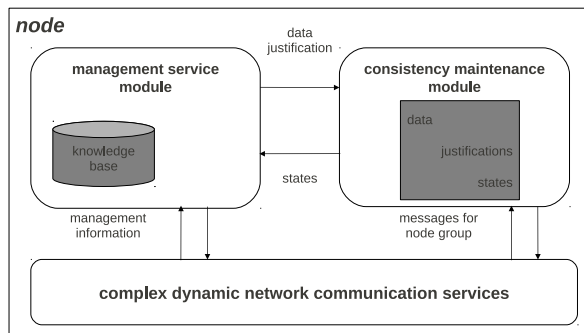 node
data
justification
management service
module
consistency maintenance
module
knowledge
base
data
justifications
states
states
management
information
messages for
node group
complex dynamic network communication services